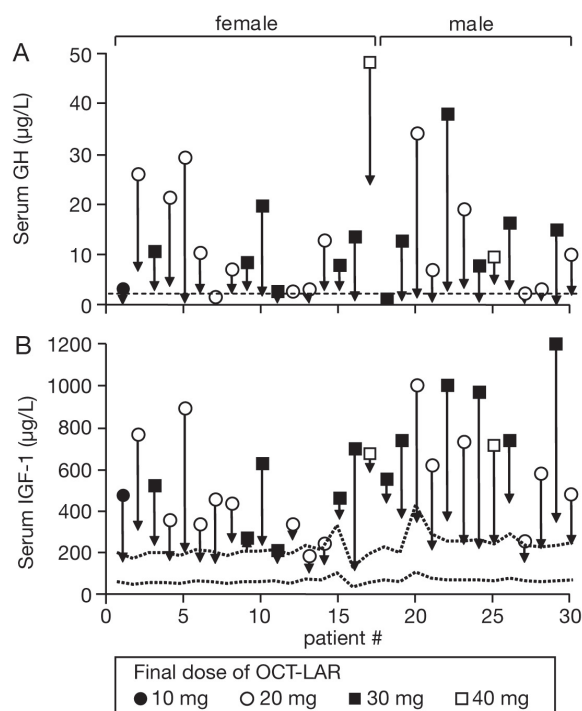 female male
A
50
40
30
20
10
0
Serum GH (µg/L)
B
1200
1000
800
600
400
200
0
Serum IGF-1 (µg/L)
0 5 10 15 20 25 30
patient #
Final dose of OCT-LAR
10 mg 20 mg 30 mg 40 mg